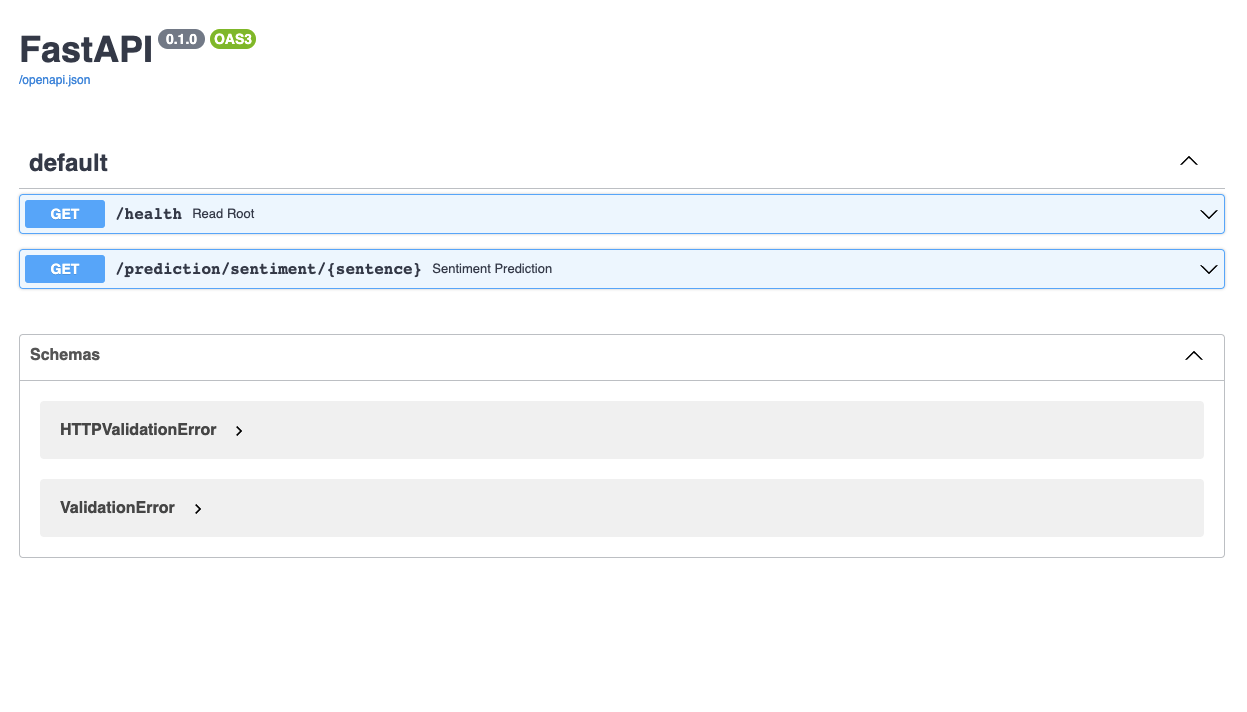 FastAPI 0.1.0 OAS3
/openapi.json
default
GET /health Read Root
GET /prediction/sentiment/{sentence} Sentiment Prediction
Schemas
HTTPValidationError
ValidationError